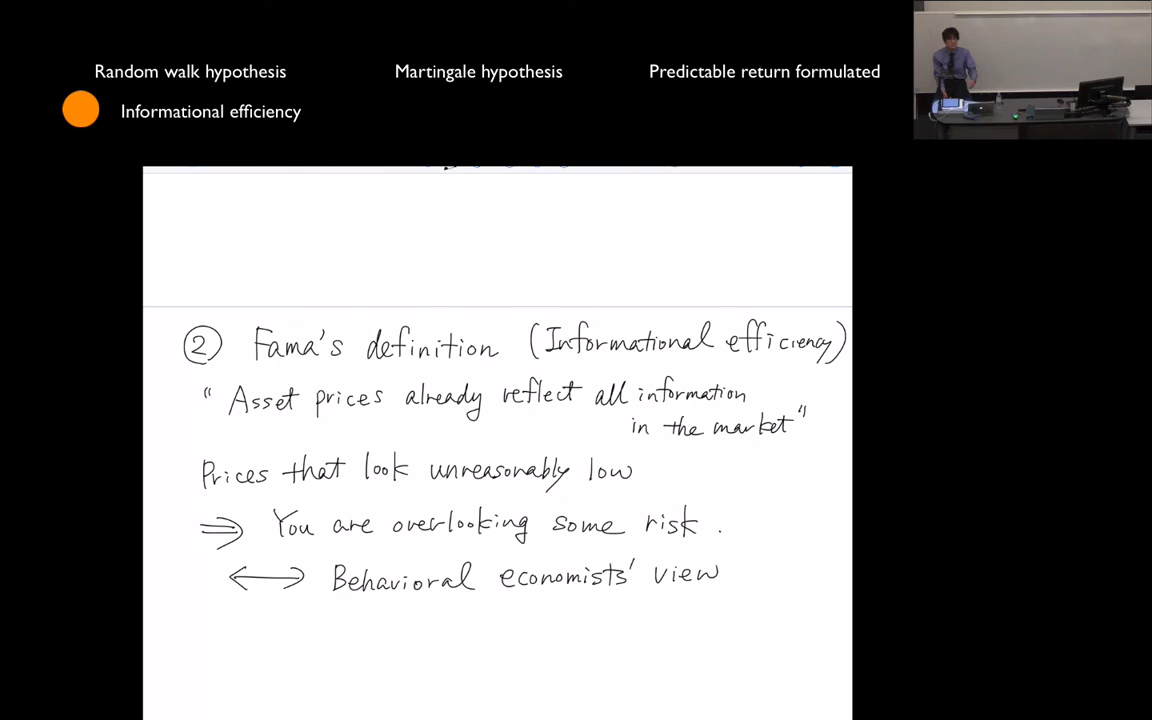 Random walk hypothesis
Martingale hypothesis
Predictable return formulated
Informational efficiency
② Fama's definition (Informational efficiency)
"Asset prices already reflect all information
in the market"
Prices that look unreasonably low
⇒ You are overlooking some risk.
↔ Behavioral economists' view